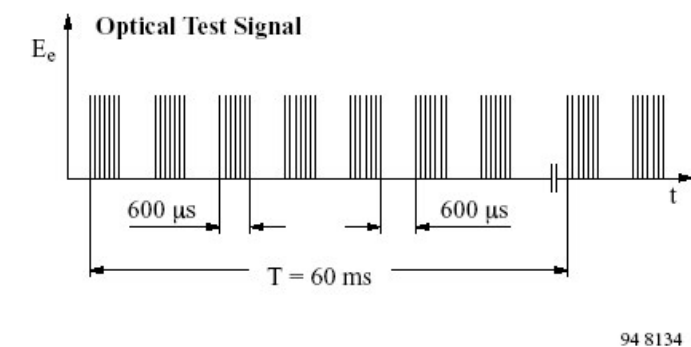 Optical Test Signal
Ee
t
600 μs
600 μs
T = 60 ms
94 8134